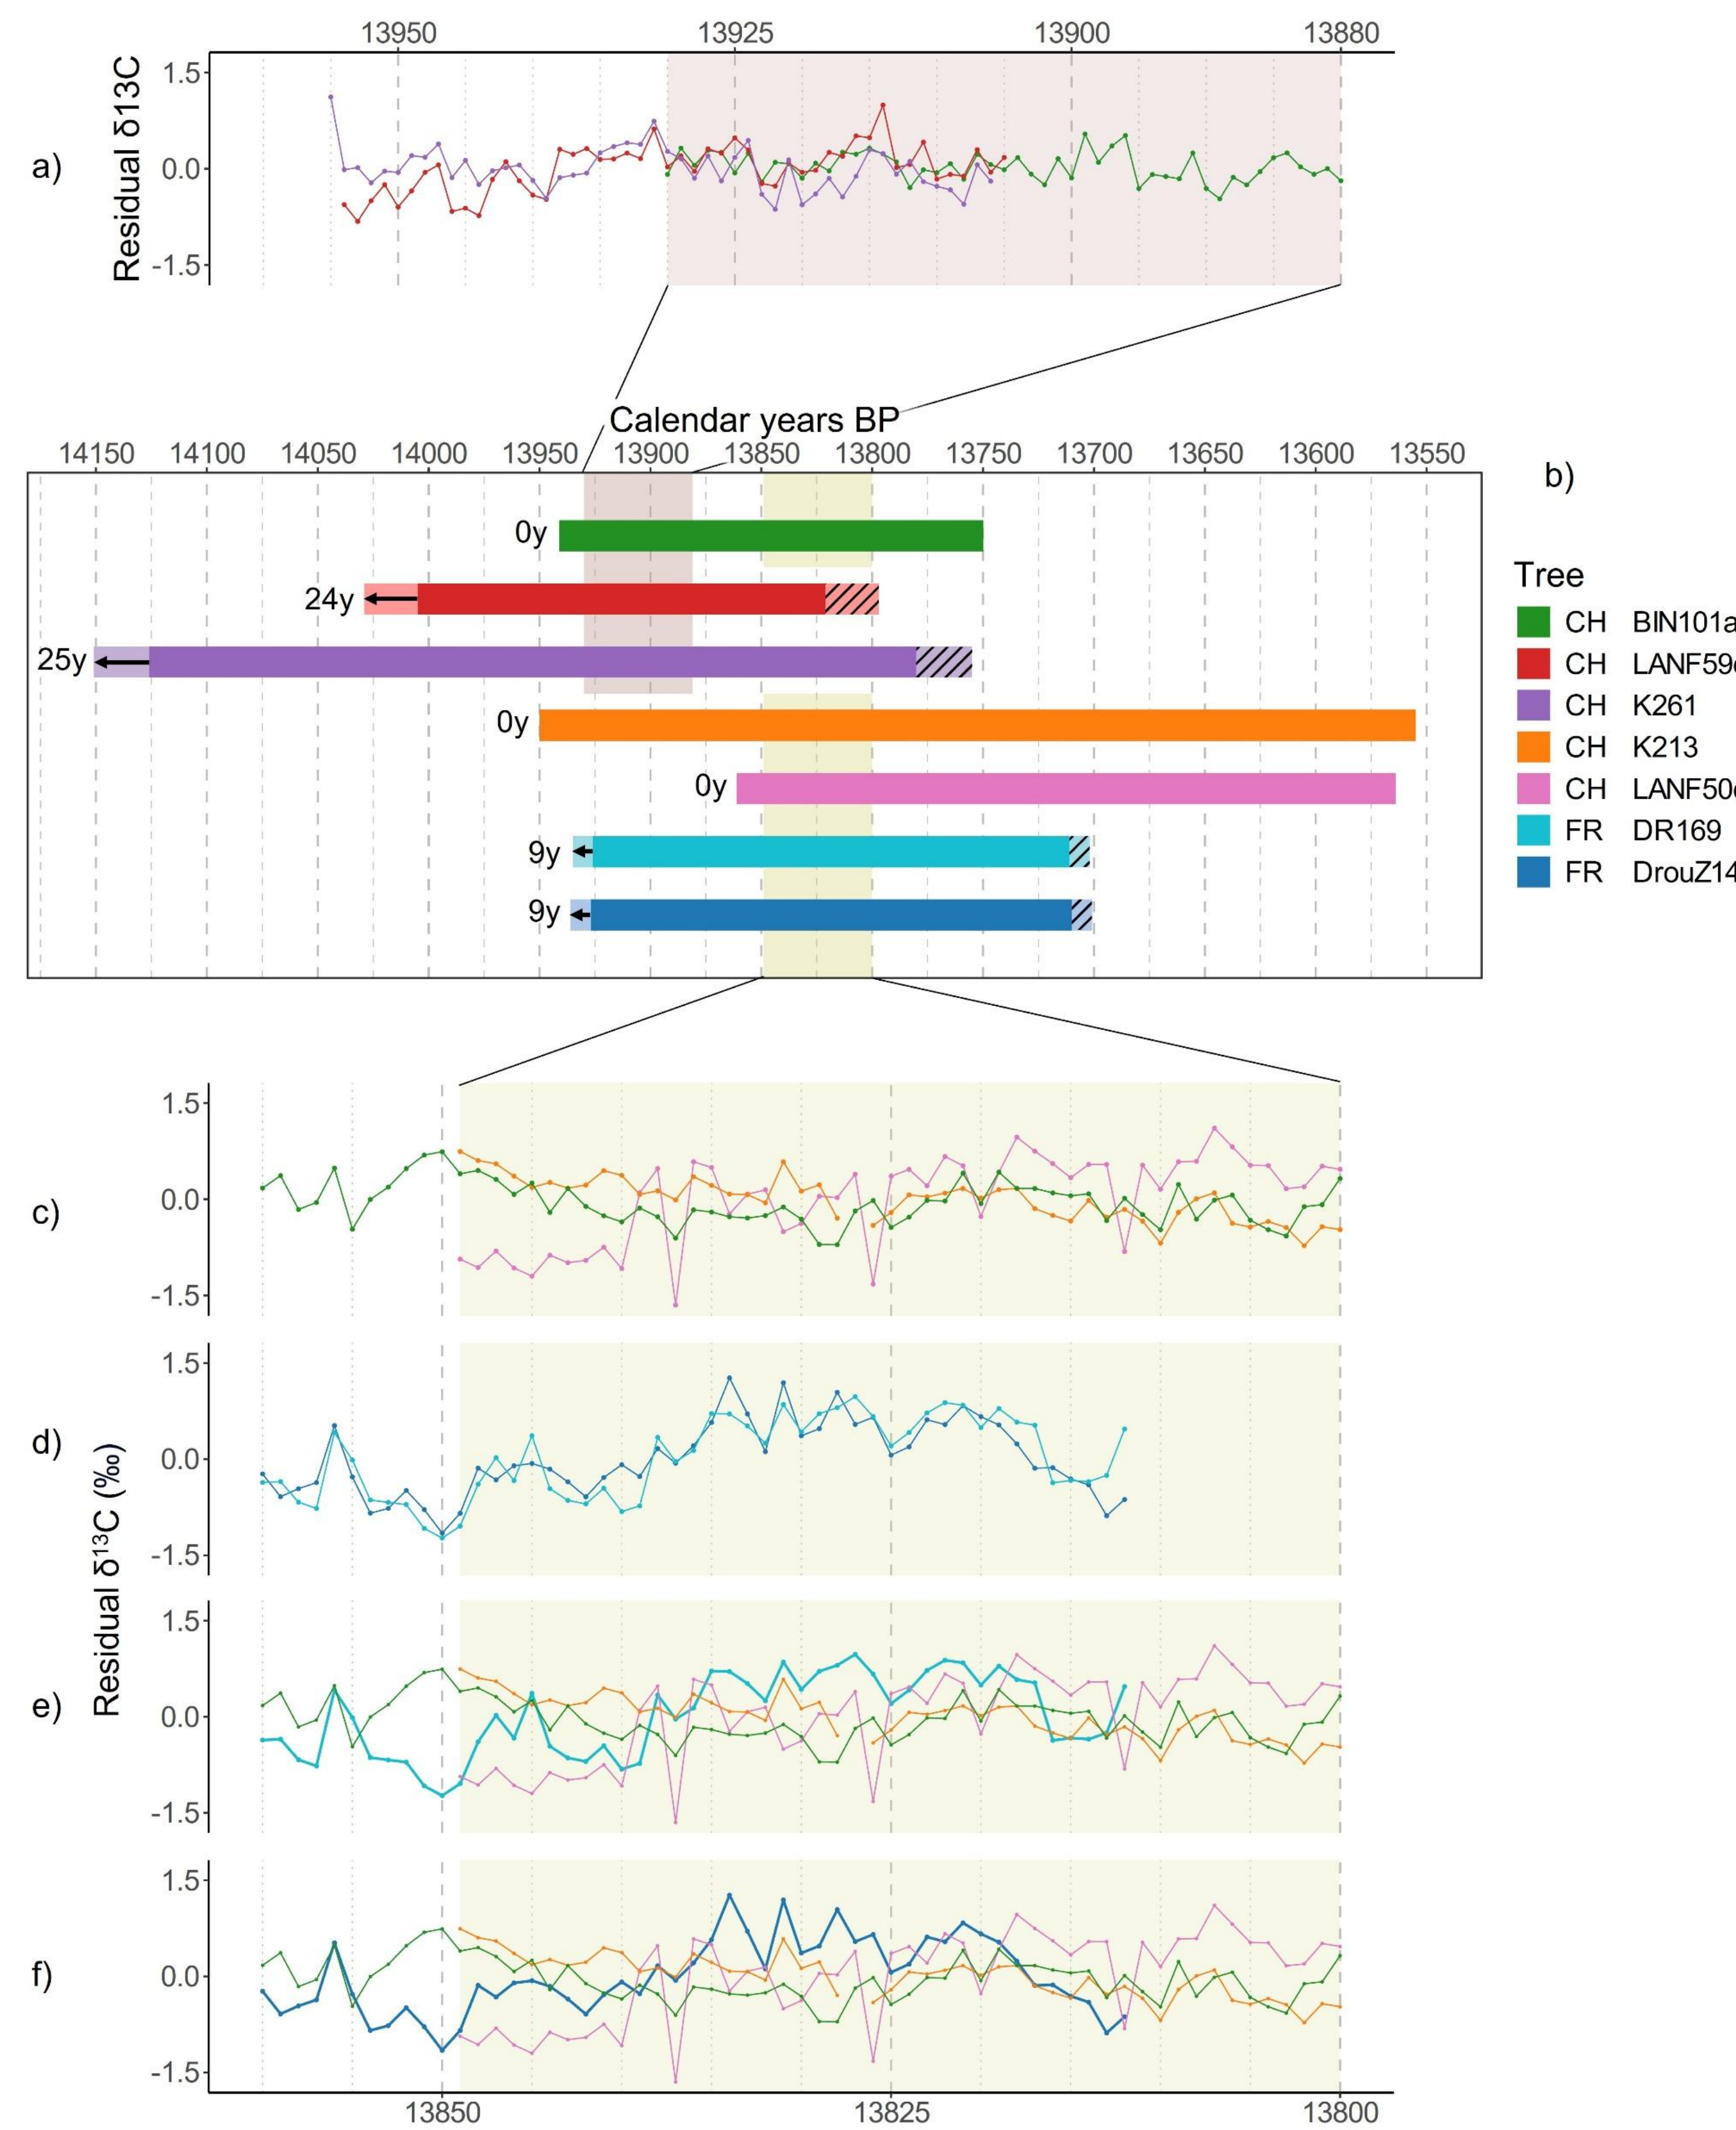 13950 13925 13900 13880
a)
Residual δ13C
1.5
0.0
-1.5
Calendar years BP
14150 14100 14050 14000 13950 13900 13850 13800 13750 13700 13650 13600 13550
b)
0y
24y
25y
0y
0y
9y
9y
Tree
CH BIN101a
CH LANF59
CH K261
CH K213
CH LANF50
FR DR169
FR DrouZ14
Residual δ¹³C (‰)
c)
1.5
0.0
-1.5
d)
1.5
0.0
-1.5
e)
1.5
0.0
-1.5
f)
1.5
0.0
-1.5
13850 13825 13800